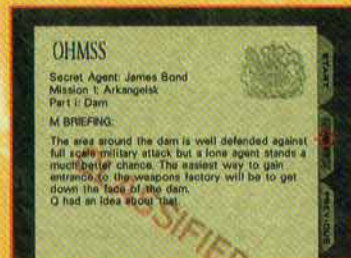 OHMSS
Secret Agent: James Bond
Mission 1: Arkangelsk
Part i: Dam
M BRIEFING:
The area around the dam is well defended against
full scale military attack but a lone agent stands a
much better chance. The easiest way to gain
entrance to the weapons factory will be to get
down the face of the dam.
Q had an idea about that.
START
PREVIOUS